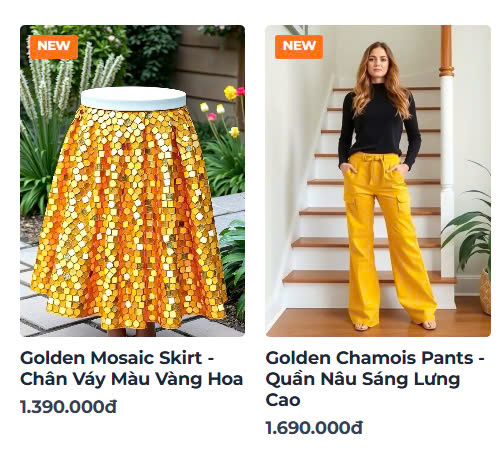 NEW
Golden Mosaic Skirt -
Chân Váy Màu Vàng Hoa
1.390.000đ
NEW
Golden Chamois Pants -
Quần Nâu Sáng Lưng
Cao
1.690.000đ